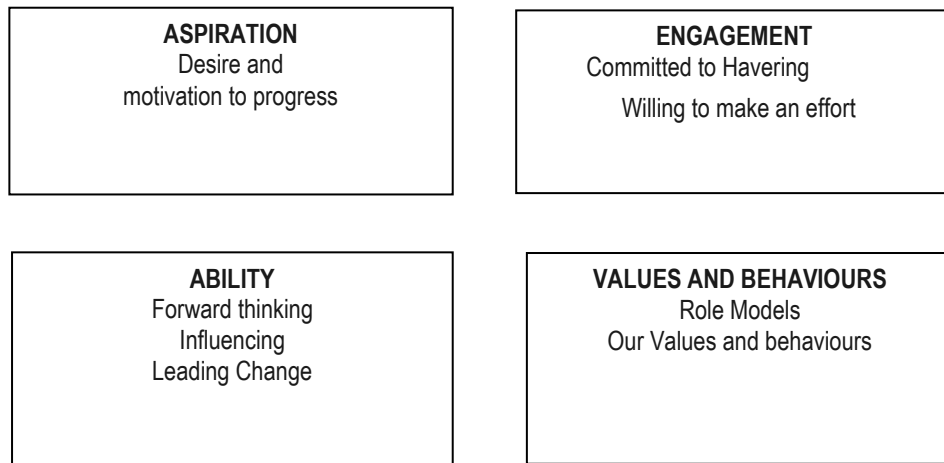 ASPIRATION
Desire and
motivation to progress
ENGAGEMENT
Committed to Havering
Willing to make an effort
ABILITY
Forward thinking
Influencing
Leading Change
VALUES AND BEHAVIOURS
Role Models
Our Values and behaviours